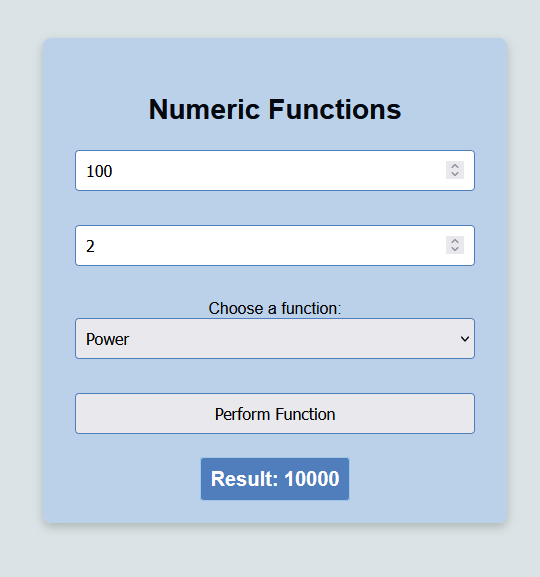 Numeric Functions
100
2
Choose a function:
Power
Perform Function
Result: 10000